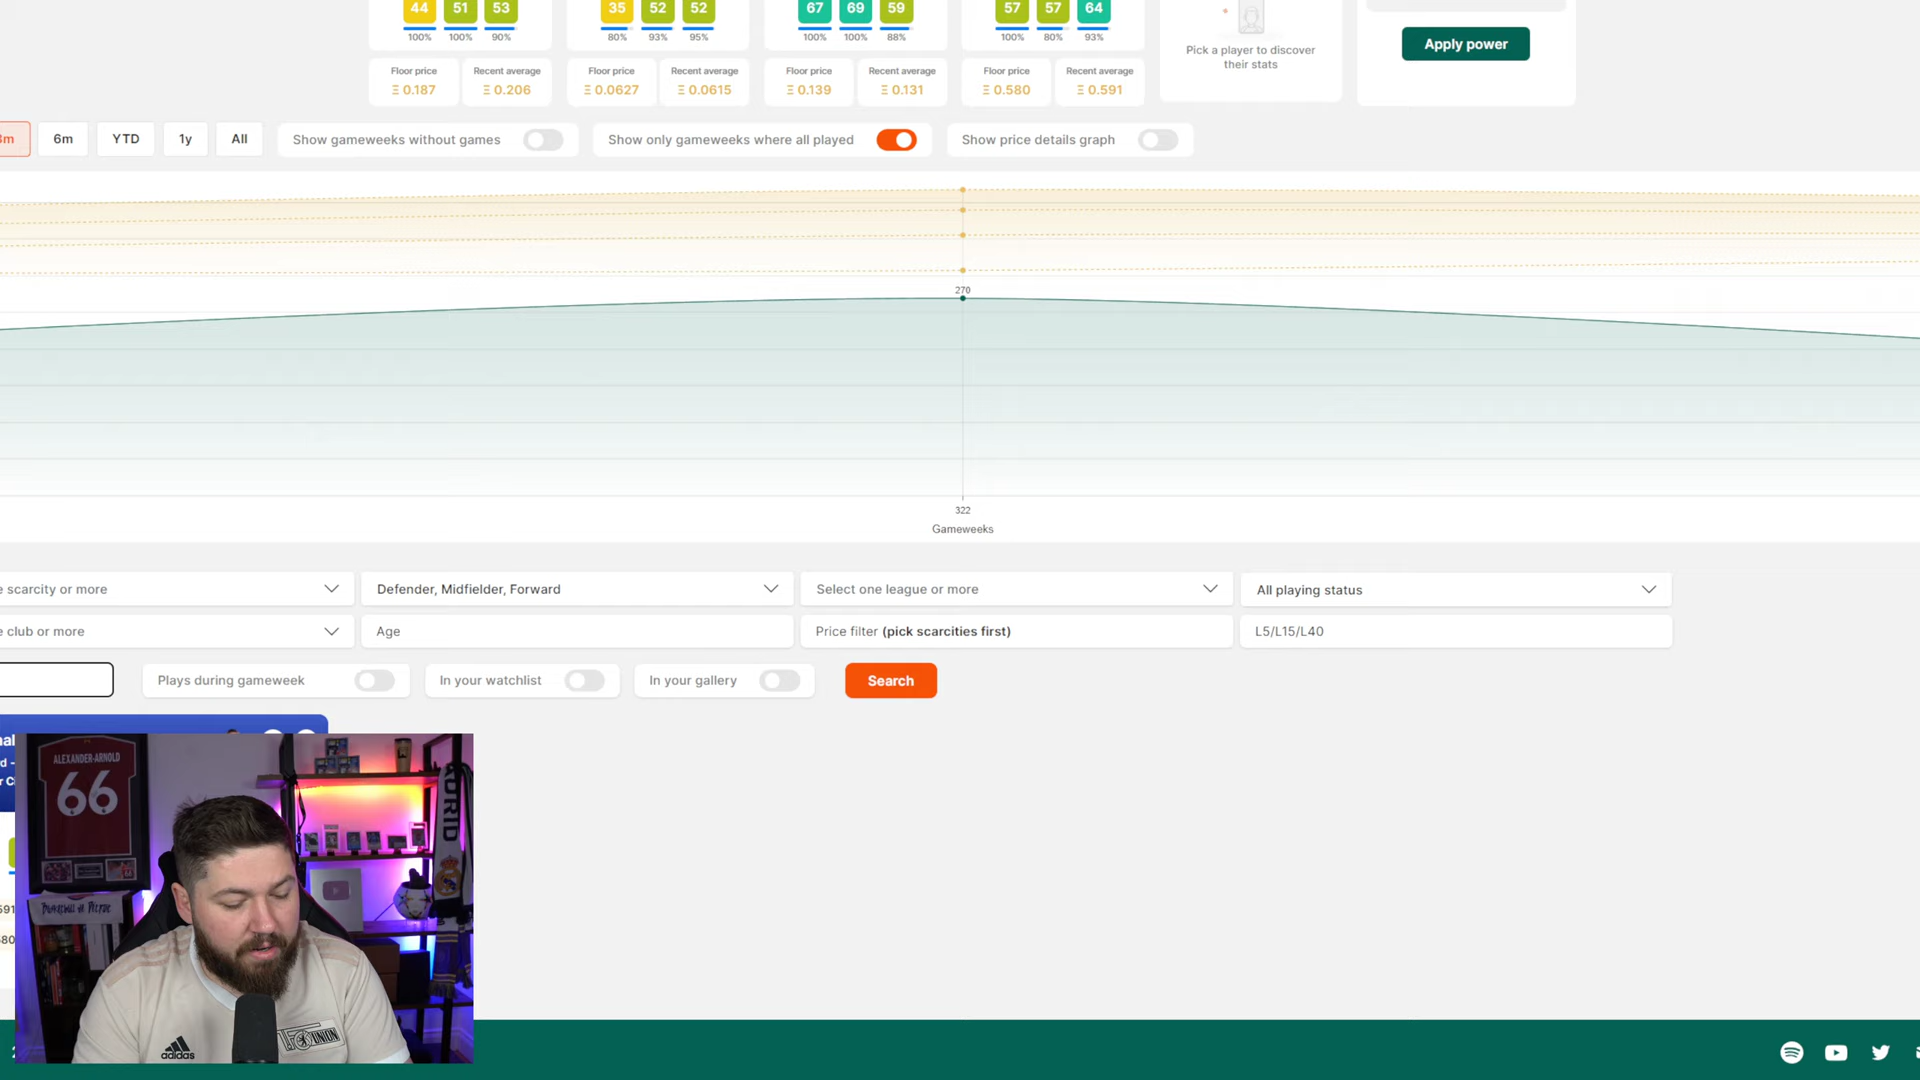 44 51 53 35 52 52 67 69 59 57 57 64
100% 100% 90% 80% 93% 95% 100% 100% 88% 100% 80% 93%
Pick a player to discover
their stats
Apply power
Floor price Recent average Floor price Recent average Floor price Recent average Floor price Recent average
Ξ 0.187 Ξ 0.206 Ξ 0.0627 Ξ 0.0615 Ξ 0.139 Ξ 0.131 Ξ 0.580 Ξ 0.591
3m 6m YTD 1y All Show gameweeks without games Show only gameweeks where all played Show price details graph
270
322
Gameweeks
e scarcity or more Defender, Midfielder, Forward Select one league or more All playing status
e club or more Age Price filter (pick scarcities first) L5/L15/L40
Plays during gameweek In your watchlist In your gallery Search
ALEXANDER-ARNOLD
66
adidas
UNION